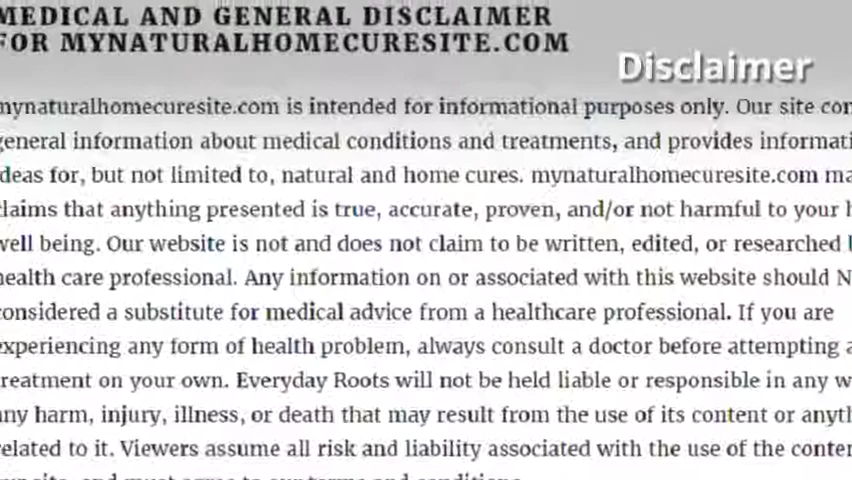 MEDICAL AND GENERAL DISCLAIMER
FOR MYNATURALHOMECURESITE.COM
Disclaimer
mynaturalhomecuresite.com is intended for informational purposes only. Our site con
general information about medical conditions and treatments, and provides informati
ideas for, but not limited to, natural and home cures. mynaturalhomecuresite.com ma
claims that anything presented is true, accurate, proven, and/or not harmful to your h
well being. Our website is not and does not claim to be written, edited, or researched
health care professional. Any information on or associated with this website should N
considered a substitute for medical advice from a healthcare professional. If you are
experiencing any form of health problem, always consult a doctor before attempting a
treatment on your own. Everyday Roots will not be held liable or responsible in any w
any harm, injury, illness, or death that may result from the use of its content or anyth
related to it. Viewers assume all risk and liability associated with the use of the conten